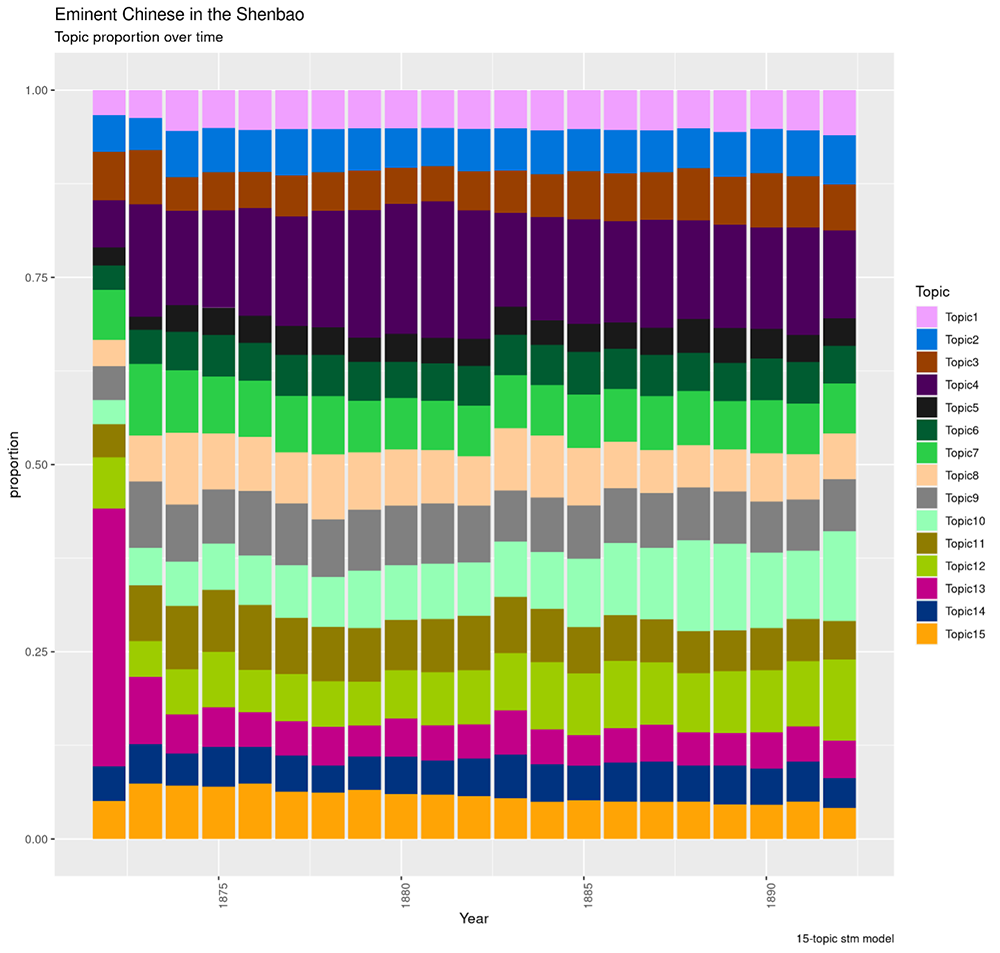 Eminent Chinese in the Shenbao
Topic proportion over time
1.00
0.75
0.50
0.25
0.00
proportion
1875
1880
1885
1890
Year
Topic
Topic1
Topic2
Topic3
Topic4
Topic5
Topic6
Topic7
Topic8
Topic9
Topic10
Topic11
Topic12
Topic13
Topic14
Topic15
15-topic stm model